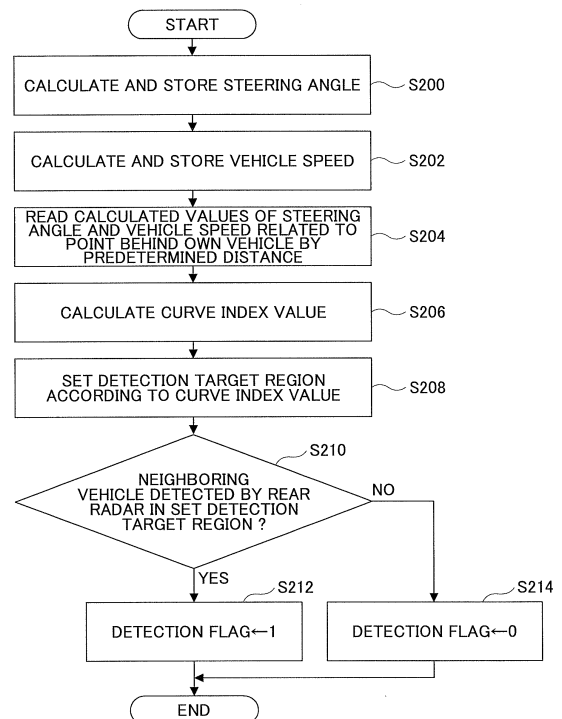 START
CALCULATE AND STORE STEERING ANGLE
S200
CALCULATE AND STORE VEHICLE SPEED
S202
READ CALCULATED VALUES OF STEERING
ANGLE AND VEHICLE SPEED RELATED TO
POINT BEHIND OWN VEHICLE BY
PREDETERMINED DISTANCE
S204
CALCULATE CURVE INDEX VALUE
S206
SET DETECTION TARGET REGION
ACCORDING TO CURVE INDEX VALUE
S208
S210
NEIGHBORING
VEHICLE DETECTED BY REAR
RADAR IN SET DETECTION
TARGET REGION ?
NO
YES
S212
DETECTION FLAG←1
S214
DETECTION FLAG←0
END